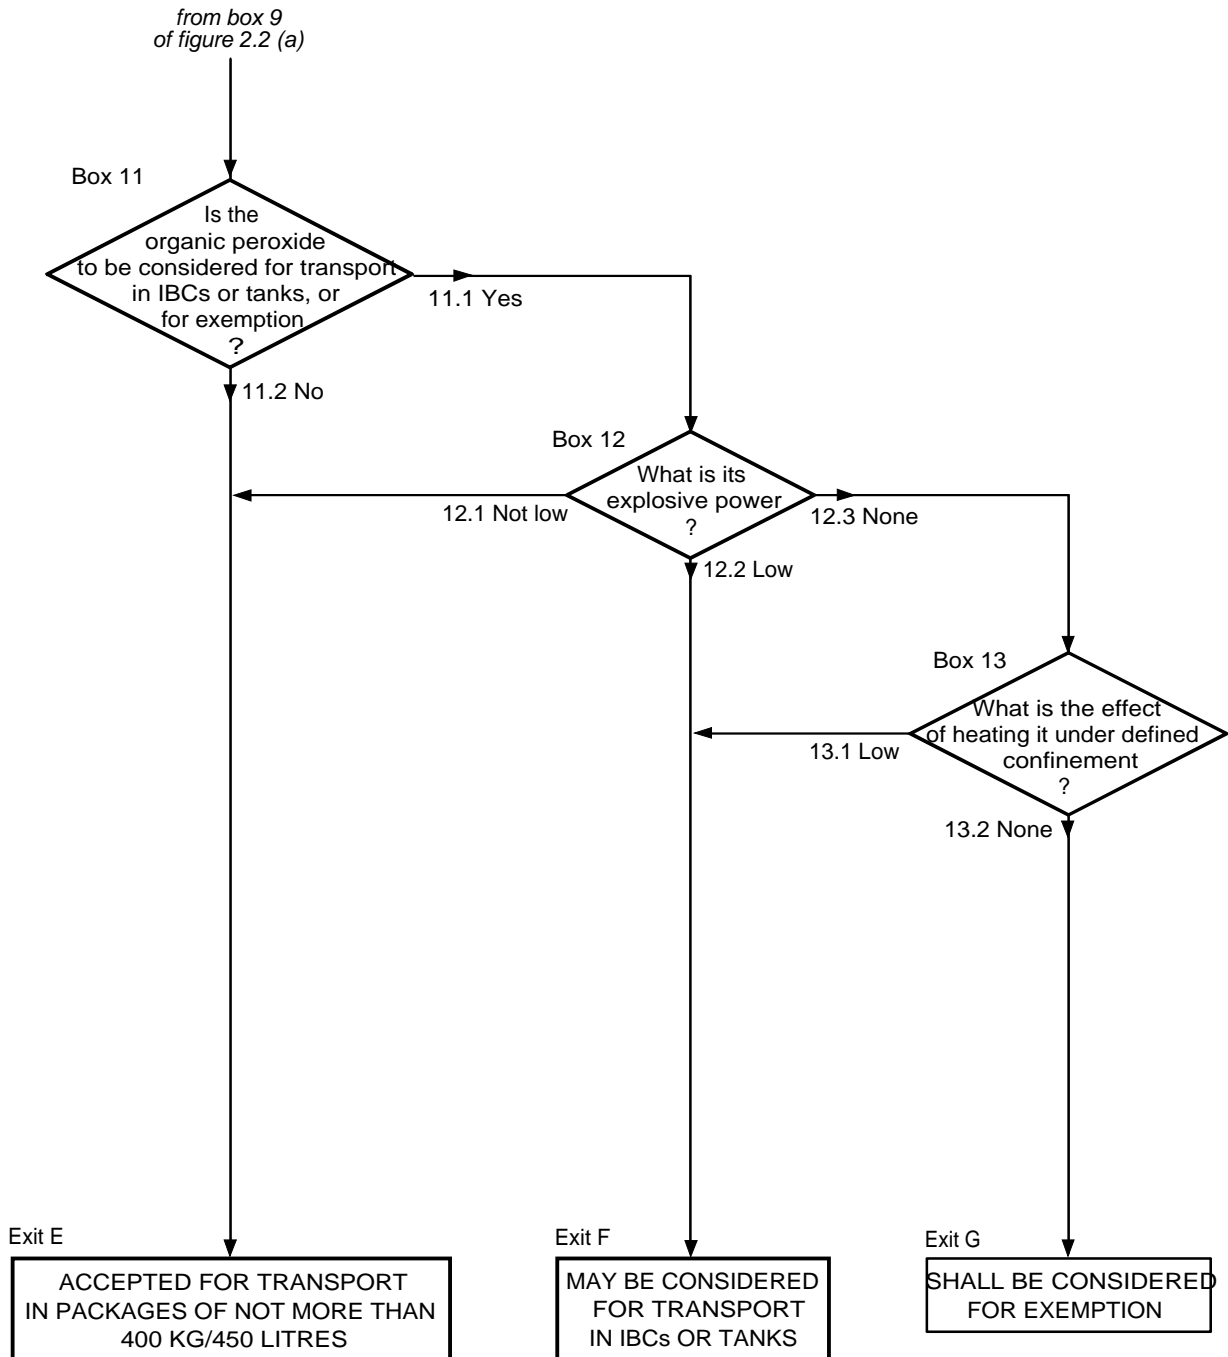 from box 9
of figure 2.2 (a)
Box 11
Is the
organic peroxide
to be considered for transport
in IBCs or tanks, or
for exemption
?
11.1 Yes
11.2 No
Box 12
What is its
explosive power
?
12.1 Not low
12.3 None
12.2 Low
Box 13
What is the effect
of heating it under defined
confinement
?
13.1 Low
13.2 None
Exit E
ACCEPTED FOR TRANSPORT
IN PACKAGES OF NOT MORE THAN
400 KG/450 LITRES
Exit F
MAY BE CONSIDERED
FOR TRANSPORT
IN IBCs OR TANKS
Exit G
SHALL BE CONSIDERED
FOR EXEMPTION